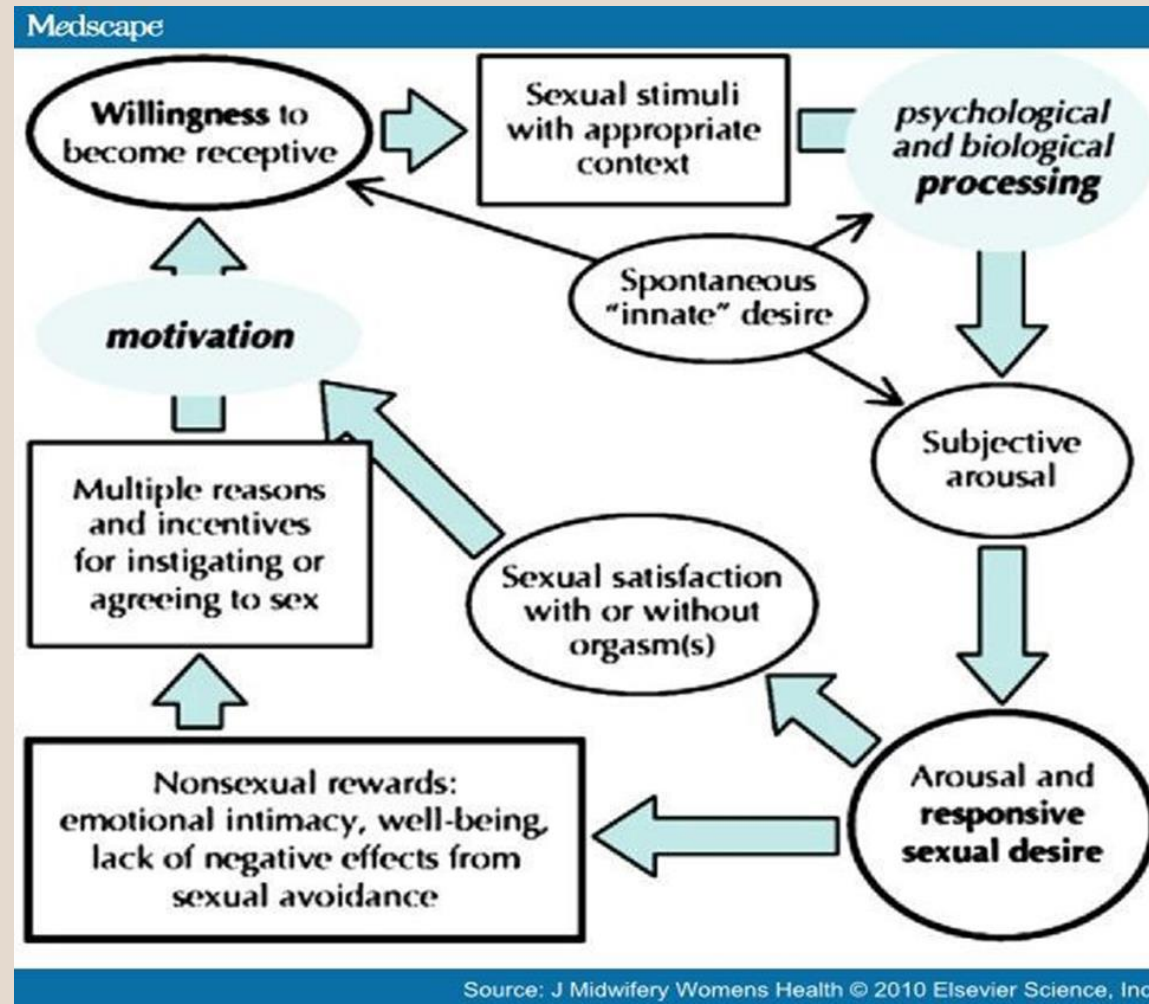 Medscape
Willingness to
become receptive
Sexual stimuli
with appropriate
context
psychological
and biological
processing
Spontaneous
"innate" desire
motivation
Subjective
arousal
Multiple reasons
and incentives
for instigating or
agreeing to sex
Sexual satisfaction
with or without
orgasm(s)
Nonsexual rewards:
emotional intimacy, well-being,
lack of negative effects from
sexual avoidance
Arousal and
responsive
sexual desire
Source: J Midwifery Womens Health © 2010 Elsevier Science, Inc